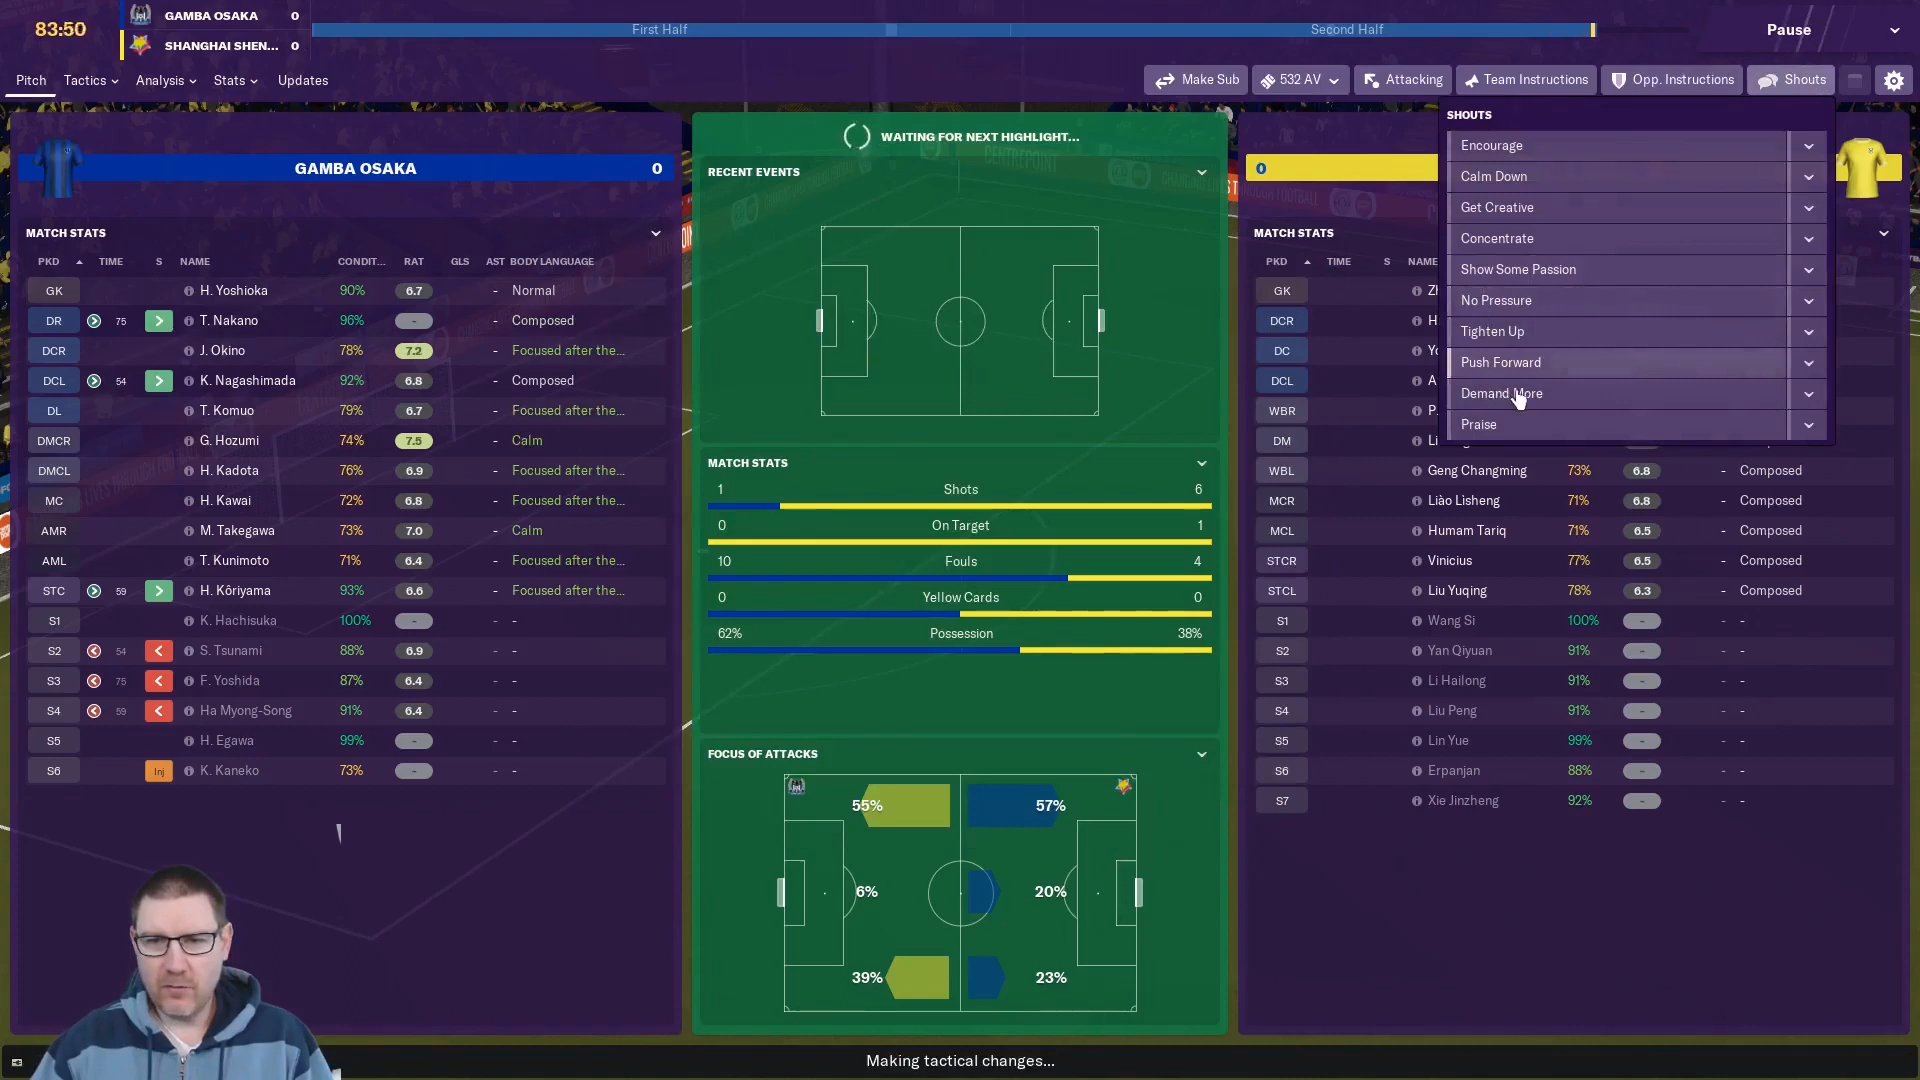 83:50
GAMBA OSAKA 0
SHANGHAI SHEN... 0
First Half
Second Half
Pause
Pitch Tactics Analysis Stats Updates
Make Sub 532 AV Attacking Team Instructions Opp. Instructions Shouts
GAMBA OSAKA 0
MATCH STATS
PKD TIME S NAME CONDIT... RAT GLS AST BODY LANGUAGE
GK H. Yoshioka 90% 6.7 - Normal
DR 75 T. Nakano 96% - - Composed
DCR J. Okino 78% 7.2 - Focused after the...
DCL 54 K. Nagashimada 92% 6.8 - Composed
DL T. Komuo 79% 6.7 - Focused after the...
DMCR G. Hozumi 74% 7.5 - Calm
DMCL H. Kadota 76% 6.9 - Focused after the...
MC H. Kawai 72% 6.8 - Focused after the...
AMR M. Takegawa 73% 7.0 - Calm
AML T. Kunimoto 71% 6.4 - Focused after the...
STC 59 H. Kôriyama 93% 6.6 - Focused after the...
S1 K. Hachisuka 100% - - -
S2 54 S. Tsunami 88% 6.9 - -
S3 75 F. Yoshida 87% 6.4 - -
S4 59 Ha Myong-Song 91% 6.4 - -
S5 H. Egawa 99% - - -
S6 Inj K. Kaneko 73% - - -
WAITING FOR NEXT HIGHLIGHT...
RECENT EVENTS
MATCH STATS
1 Shots 6
0 On Target 1
10 Fouls 4
0 Yellow Cards 0
62% Possession 38%
FOCUS OF ATTACKS
55% 57%
6% 20%
39% 23%
SHOUTS
Encourage
Calm Down
Get Creative
Concentrate
Show Some Passion
No Pressure
Tighten Up
Push Forward
Demand More
Praise
0
MATCH STATS
PKD TIME S NAME
GK
DCR H
DC
DCL A
WBR P.
DM Li
WBL Geng Changming 73% 6.8 - Composed
MCR Liào Lìsheng 71% 6.8 - Composed
MCL Humam Tariq 71% 6.5 - Composed
STCR Vinicius 77% 6.5 - Composed
STCL Liu Yuqing 78% 6.3 - Composed
S1 Wang Si 100% - - -
S2 Yan Qiyuan 91% - - -
S3 Li Hailong 91% - - -
S4 Liu Peng 91% - - -
S5 Lin Yue 99% - - -
S6 Erpanjan 88% - - -
S7 Xie Jinzheng 92% - - -
Making tactical changes...